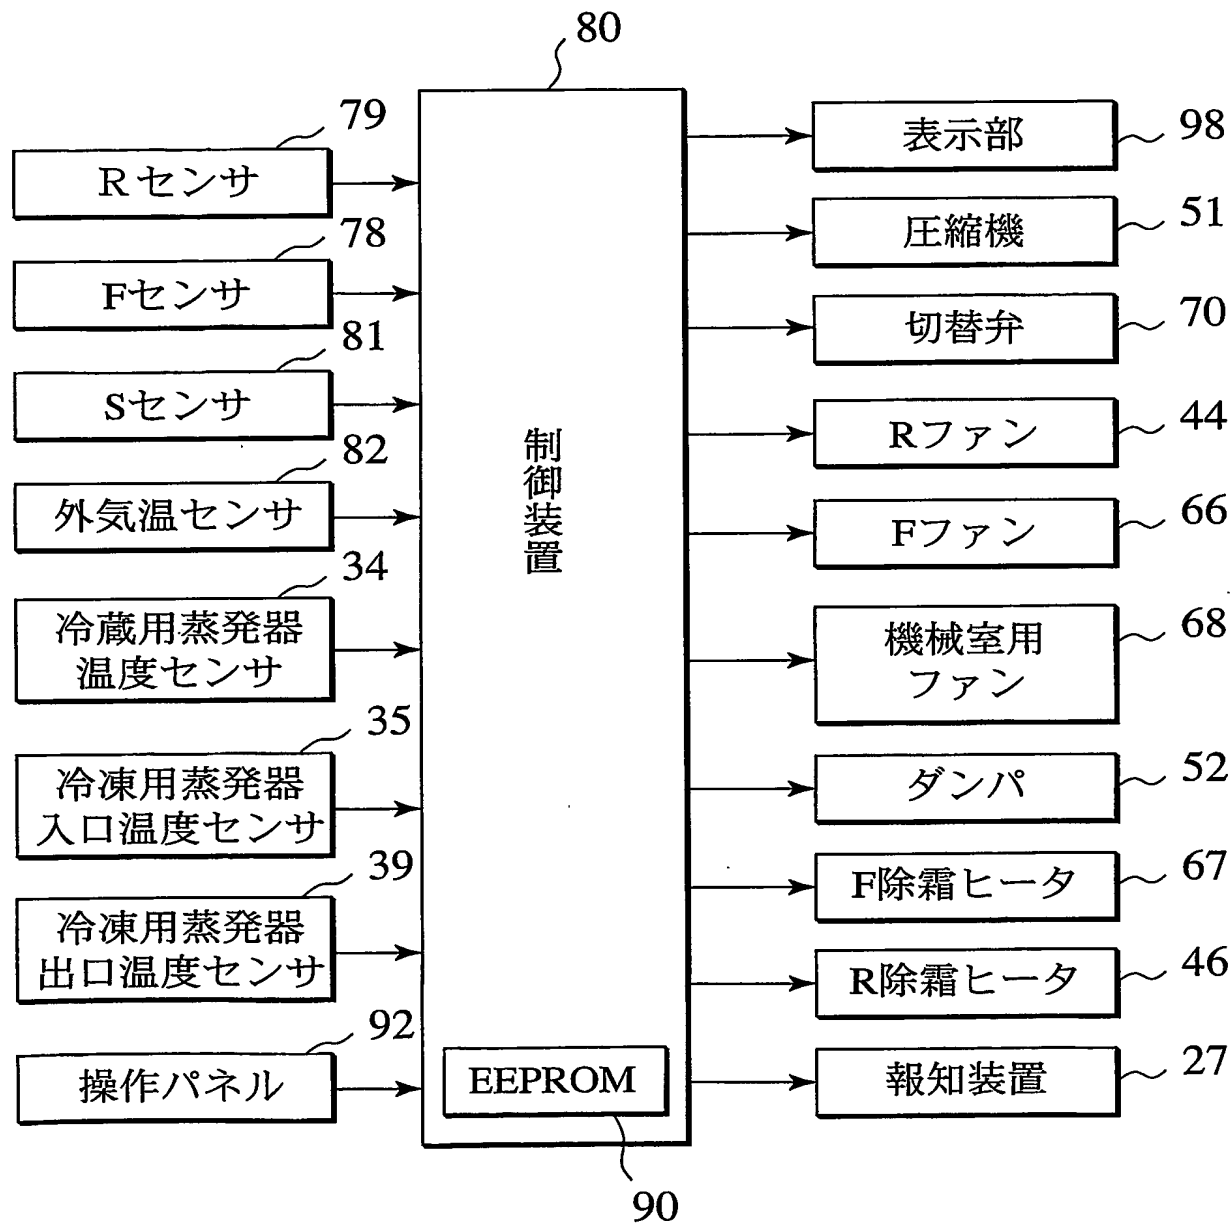 80
79
Rセンサ
78
Fセンサ
81
Sセンサ
82
外気温センサ
34
冷蔵用蒸発器
温度センサ
35
冷凍用蒸発器
入口温度センサ
39
冷凍用蒸発器
出口温度センサ
92
操作パネル
制御装置
EEPROM
90
表示部
98
圧縮機
51
切替弁
70
Rファン
44
Fファン
66
機械室用
ファン
68
ダンパ
52
F除霜ヒータ
67
R除霜ヒータ
46
報知装置
27